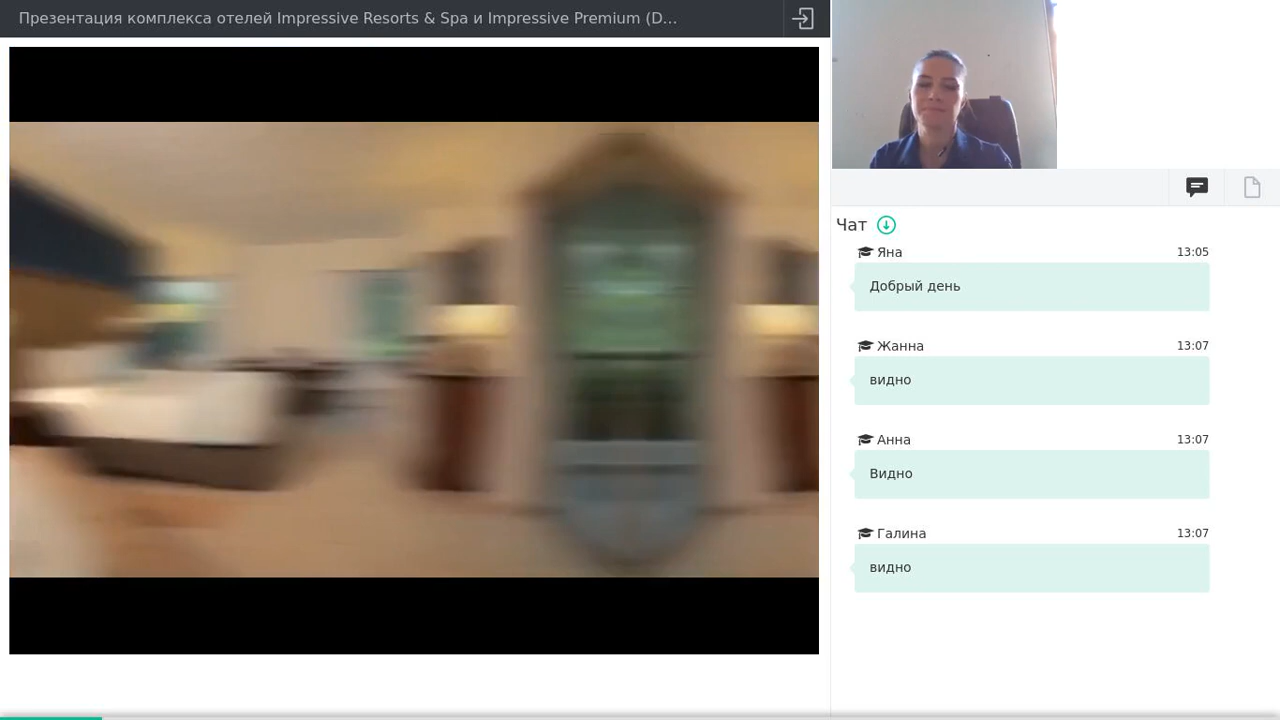 Презентация комплекса отелей Impressive Resorts & Spa и Impressive Premium (D...
Чат
Яна 13:05
Добрый день
Жанна 13:07
видно
Анна 13:07
Видно
Галина 13:07
видно